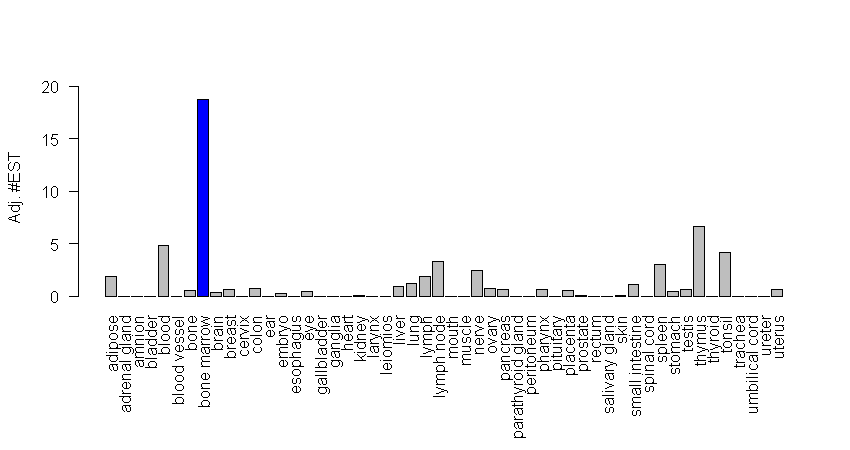 Adj. #EST
20
15
10
5
0
adipose
adrenal gland
amnion
bladder
blood
blood vessel
bone
bone marrow
brain
breast
cervix
colon
ear
embryo
esophagus
eye
gallbladder
ganglia
heart
kidney
larynx
leiomios
liver
lung
lymph
lymph node
mouth
muscle
nerve
ovary
pancreas
parathyroid gland
peritoneum
pharynx
pituitary
placenta
prostate
rectum
salivary gland
skin
small intestine
spinal cord
spleen
stomach
testis
thymus
thyroid
tonsil
trachea
umbilical cord
ureter
uterus